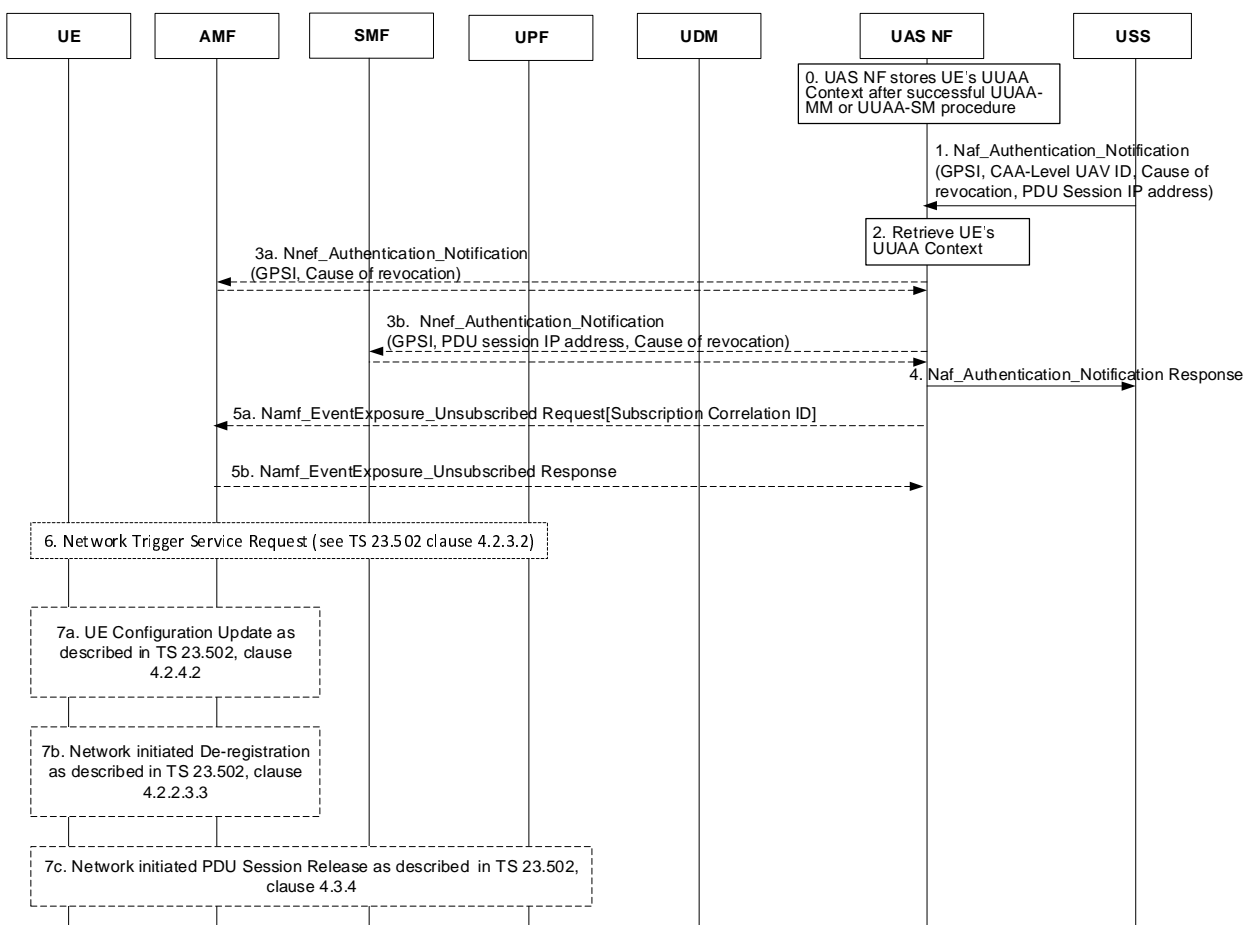 UE
AMF
SMF
UPF
UDM
UAS NF
USS
0. UAS NF stores UE's UUAA
Context after successful UUAA-
MM or UUAA-SM procedure
1. Naf_Authentication_Notification
(GPSI, CAA-Level UAV ID, Cause of
revocation, PDU Session IP address)
2. Retrieve UE's
UUAA Context
3a. Nnef_Authentication_Notification
(GPSI, Cause of revocation)
3b. Nnef_Authentication_Notification
(GPSI, PDU session IP address, Cause of revocation)
4. Naf_Authentication_Notification Response
5a. Namf_EventExposure_Unsubscribed Request[Subscription Correlation ID]
5b. Namf_EventExposure_Unsubscribed Response
6. Network Trigger Service Request (see TS 23.502 clause 4.2.3.2)
7a. UE Configuration Update as
described in TS 23.502, clause
4.2.4.2
7b. Network initiated De-registration
as described in TS 23.502, clause
4.2.2.3.3
7c. Network initiated PDU Session Release as described in TS 23.502,
clause 4.3.4